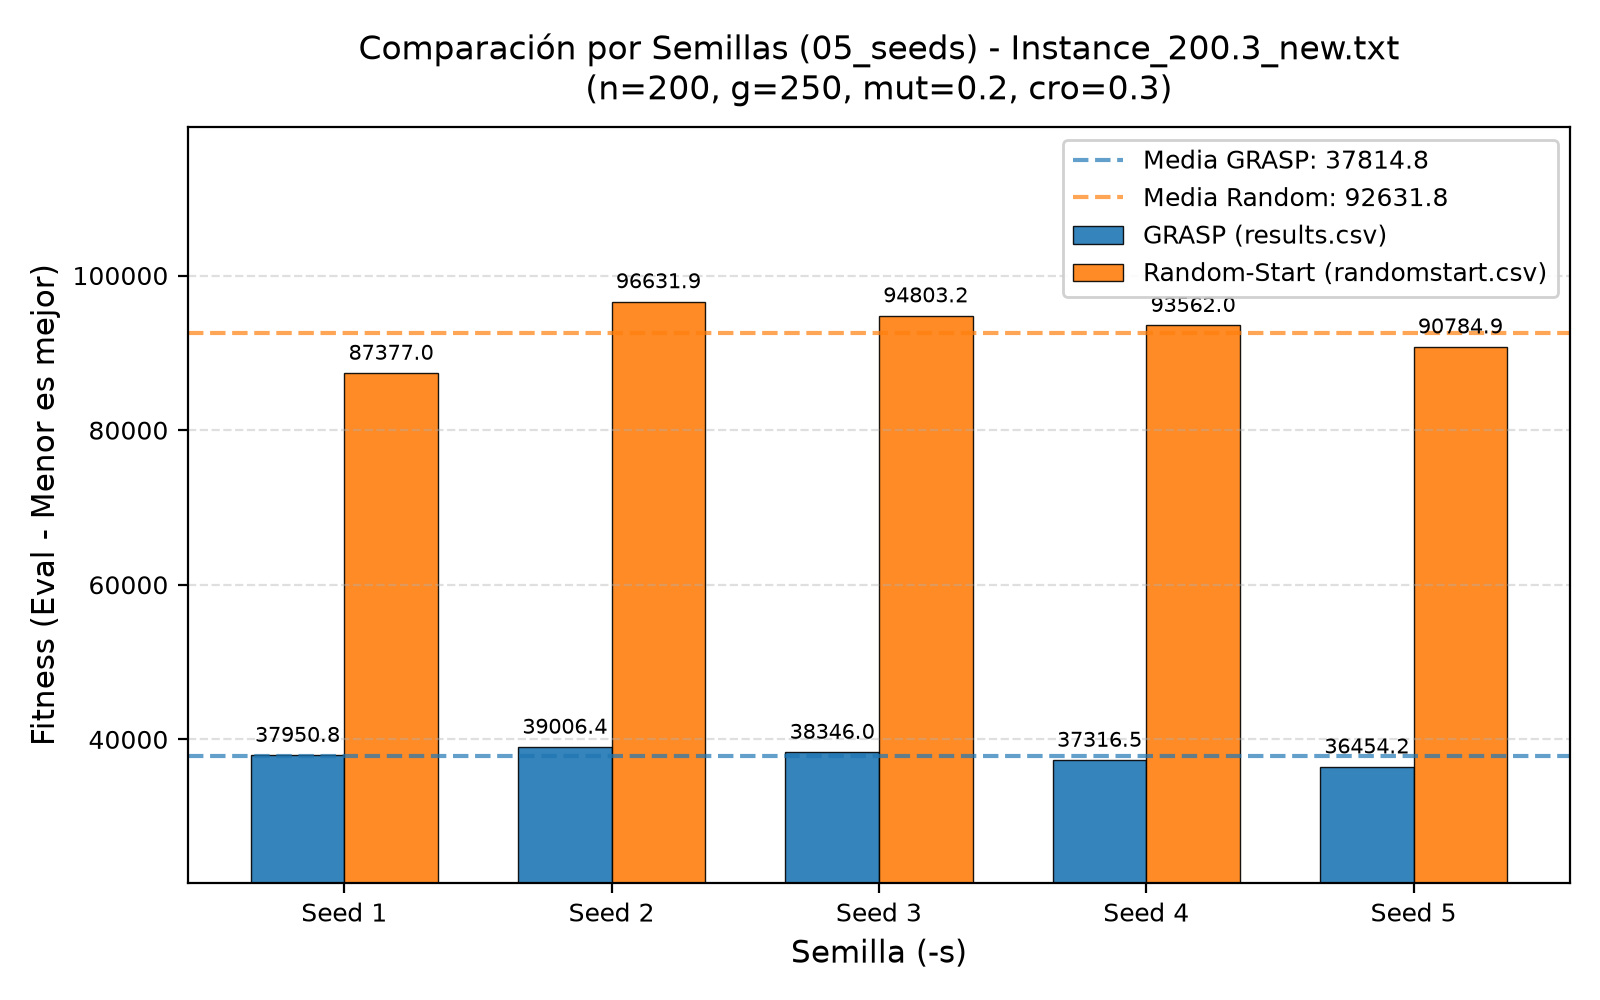 Comparación por Semillas (05_seeds) - Instance_200.3_new.txt
(n=200, g=250, mut=0.2, cro=0.3)
Media GRASP: 37814.8
Media Random: 92631.8
GRASP (results.csv)
Random-Start (randomstart.csv)
Fitness (Eval - Menor es mejor)
100000
80000
60000
40000
37950.8
87377.0
39006.4
96631.9
38346.0
94803.2
37316.5
93562.0
36454.2
90784.9
Seed 1
Seed 2
Seed 3
Seed 4
Seed 5
Semilla (-s)